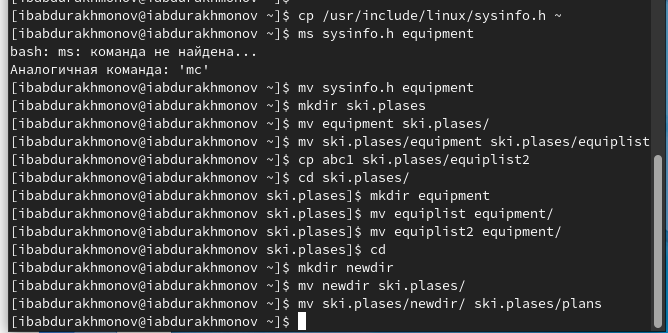 [ibabdurakhmonov@iabdurakhmonov ~]$ cp /usr/include/linux/sysinfo.h ~
[ibabdurakhmonov@iabdurakhmonov ~]$ ms sysinfo.h equipment
bash: ms: команда не найдена...
Аналогичная команда: 'mc'
[ibabdurakhmonov@iabdurakhmonov ~]$ mv sysinfo.h equipment
[ibabdurakhmonov@iabdurakhmonov ~]$ mkdir ski.plases
[ibabdurakhmonov@iabdurakhmonov ~]$ mv equipment ski.plases/
[ibabdurakhmonov@iabdurakhmonov ~]$ mv ski.plases/equipment ski.plases/equiplist
[ibabdurakhmonov@iabdurakhmonov ~]$ cp abc1 ski.plases/equiplist2
[ibabdurakhmonov@iabdurakhmonov ~]$ cd ski.plases/
[ibabdurakhmonov@iabdurakhmonov ski.plases]$ mkdir equipment
[ibabdurakhmonov@iabdurakhmonov ski.plases]$ mv equiplist equipment/
[ibabdurakhmonov@iabdurakhmonov ski.plases]$ mv equiplist2 equipment/
[ibabdurakhmonov@iabdurakhmonov ski.plases]$ cd
[ibabdurakhmonov@iabdurakhmonov ~]$ mkdir newdir
[ibabdurakhmonov@iabdurakhmonov ~]$ mv newdir ski.plases/
[ibabdurakhmonov@iabdurakhmonov ~]$ mv ski.plases/newdir/ ski.plases/plans
[ibabdurakhmonov@iabdurakhmonov ~]$